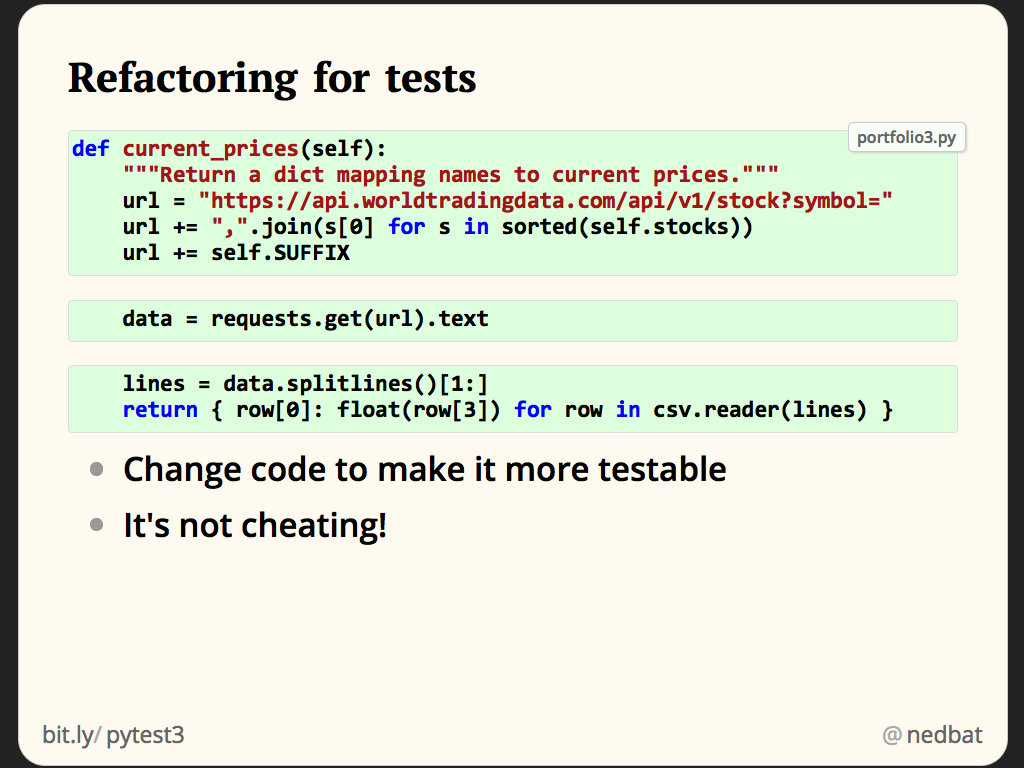 Refactoring for tests
portfolio3.py
def current_prices(self):
    """Return a dict mapping names to current prices."""
    url = "https://api.worldtradingdata.com/api/v1/stock?symbol="
    url += ",".join(s[0] for s in sorted(self.stocks))
    url += self.SUFFIX
    data = requests.get(url).text
    lines = data.splitlines()[1:]
    return { row[0]: float(row[3]) for row in csv.reader(lines) }
Change code to make it more testable
It's not cheating!
bit.ly/ pytest3
@ nedbat